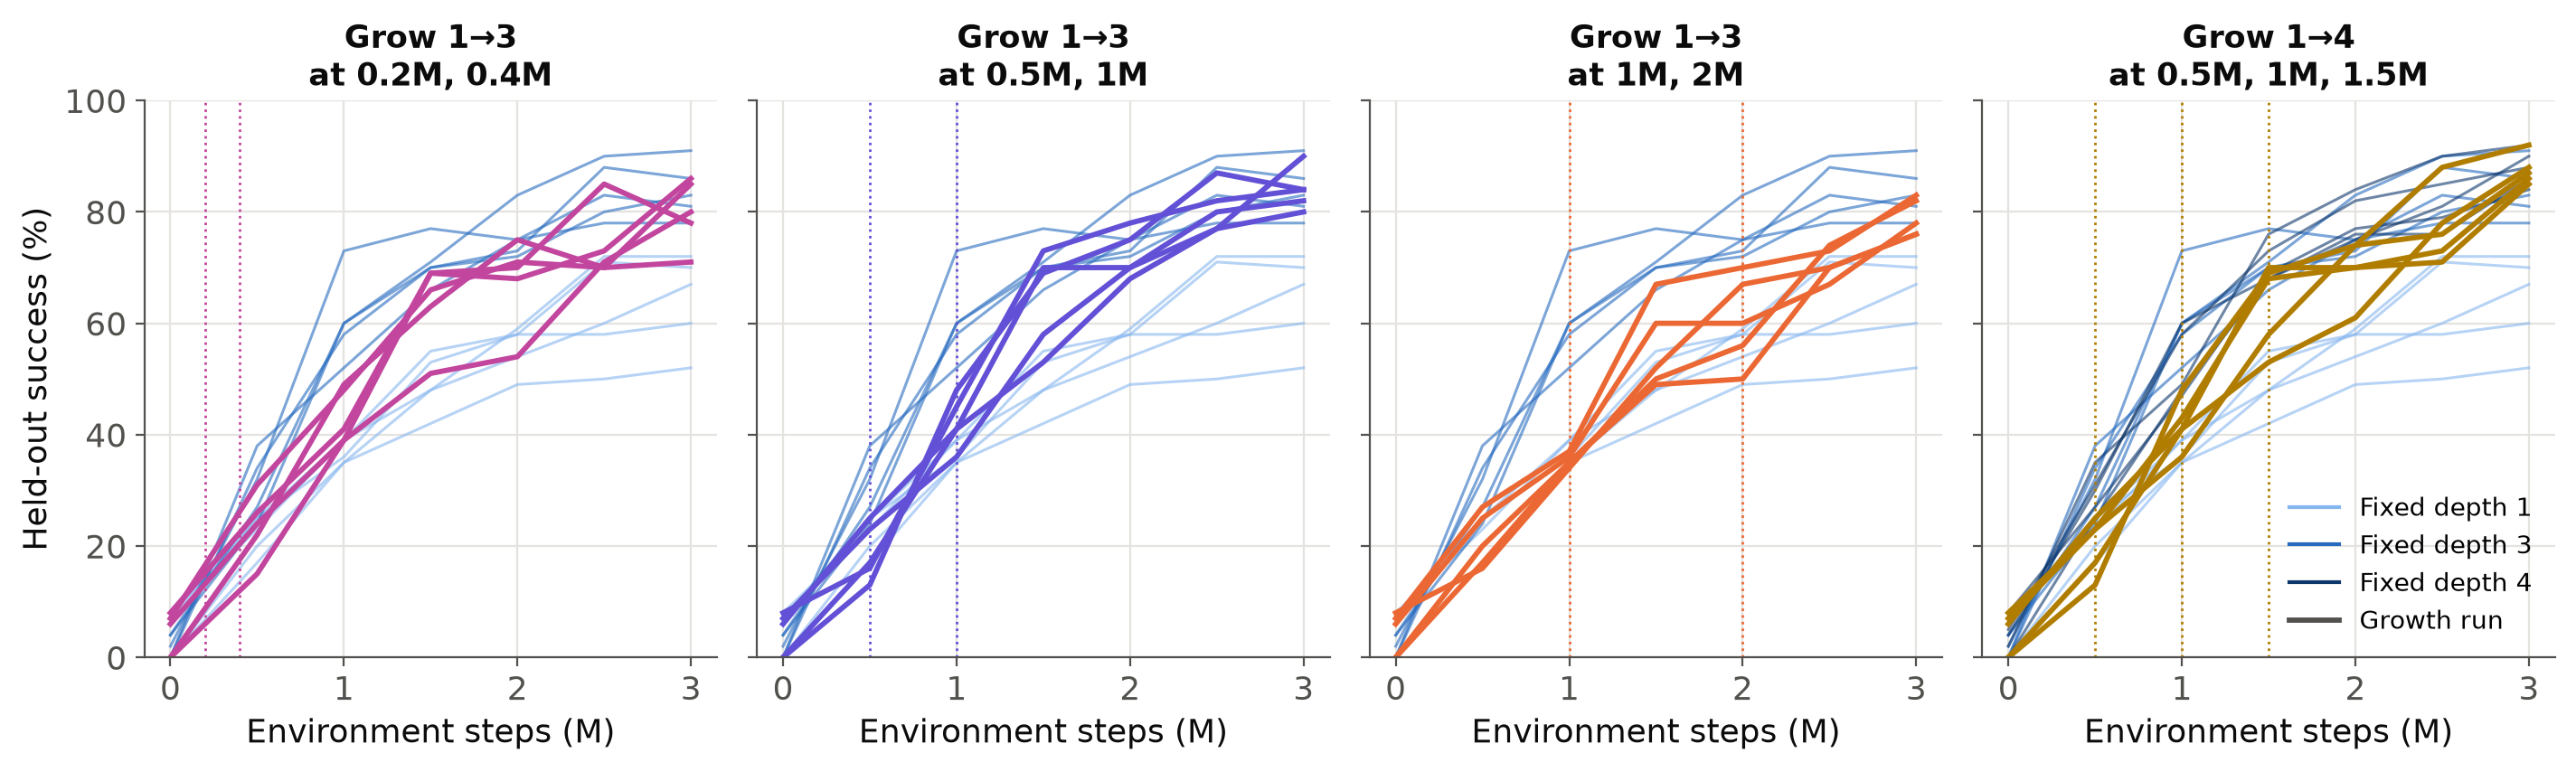 Grow 1→3
at 0.2M, 0.4M
Grow 1→3
at 0.5M, 1M
Grow 1→3
at 1M, 2M
Grow 1→4
at 0.5M, 1M, 1.5M
Held-out success (%)
100
80
60
40
20
0
0 1 2 3
0 1 2 3
0 1 2 3
0 1 2 3
Environment steps (M)
Environment steps (M)
Environment steps (M)
Environment steps (M)
Fixed depth 1
Fixed depth 3
Fixed depth 4
Growth run